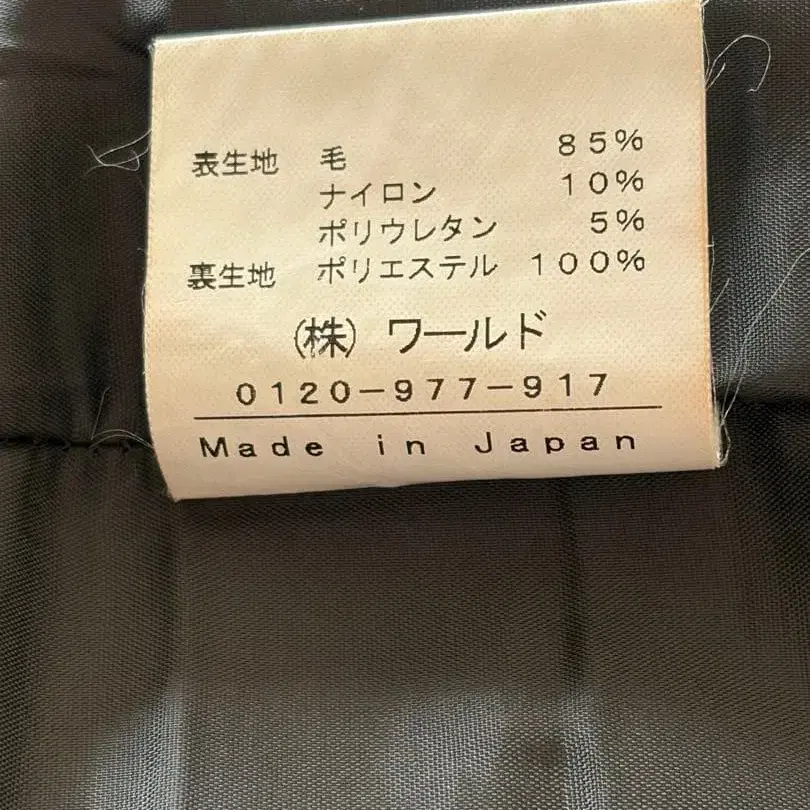 表生地 毛 85%
ナイロン 10%
ポリウレタン 5%
裏生地 ポリエステル 100%
(株) ワールド
0120-977-917
Made in Japan